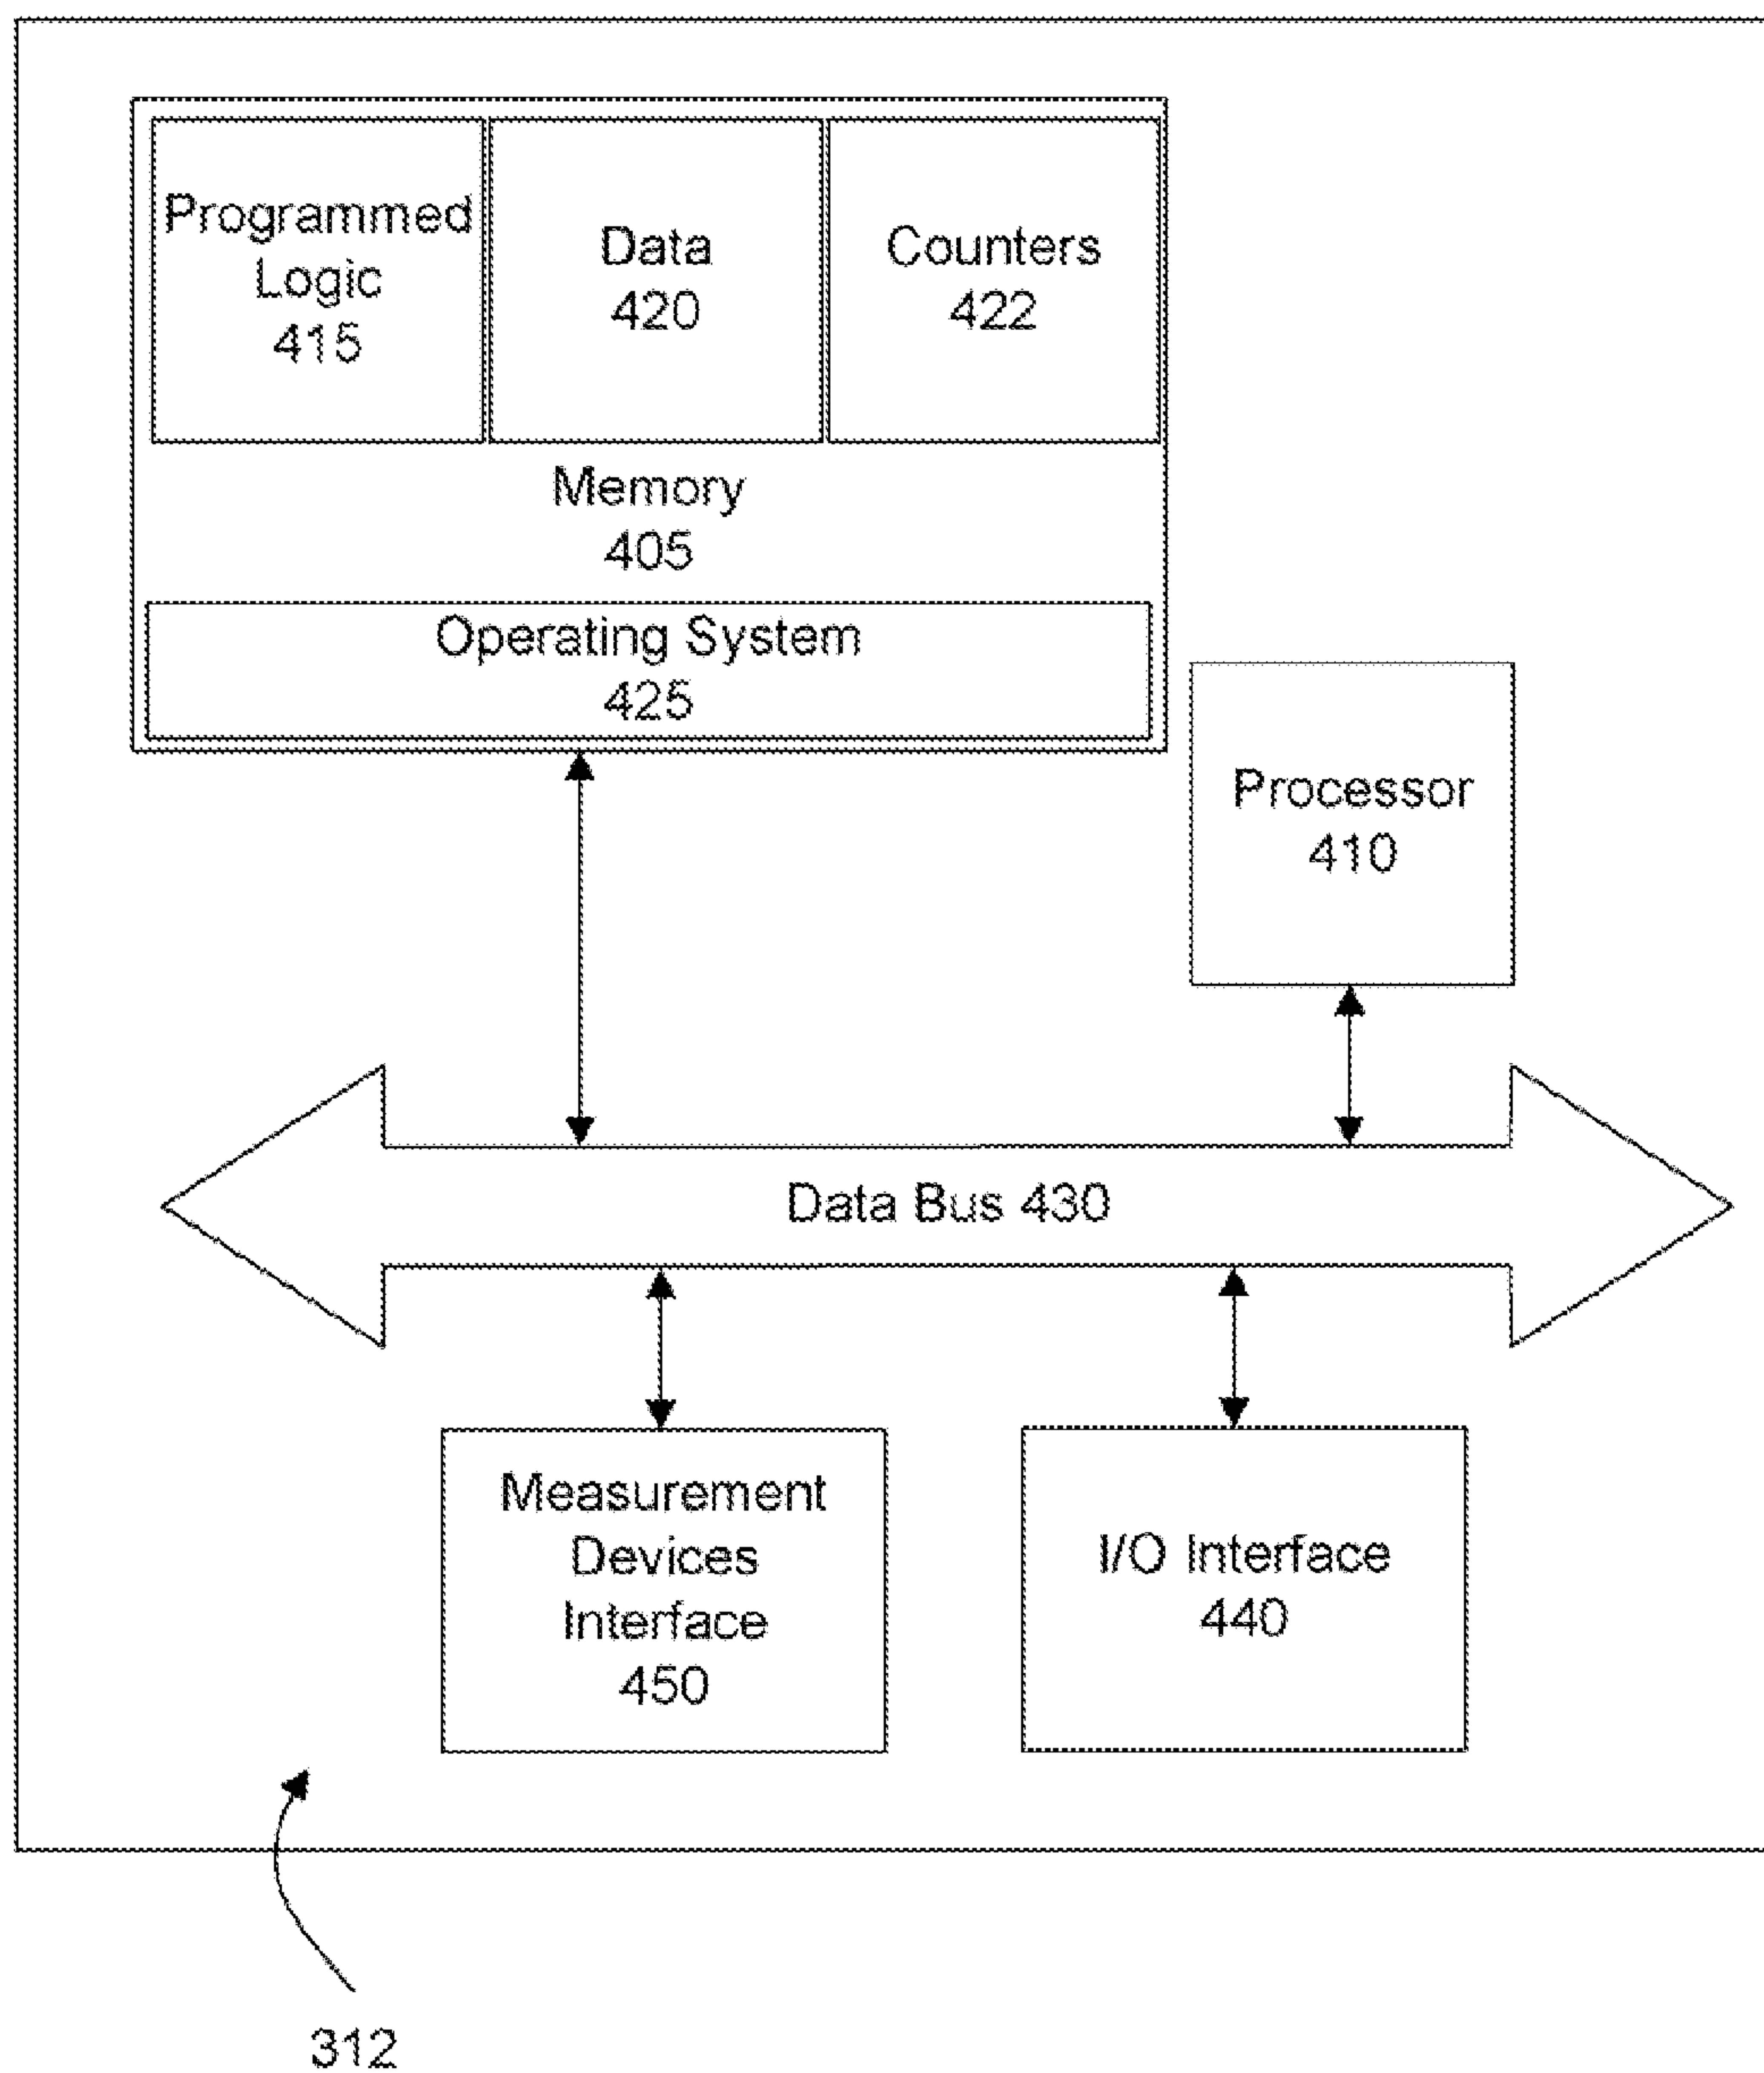 Programmed
Logic
415
Data
420
Counters
422
Memory
405
Operating System
425
Processor
410
Data Bus 430
Measurement
Devices
Interface
450
I/O Interface
440
312